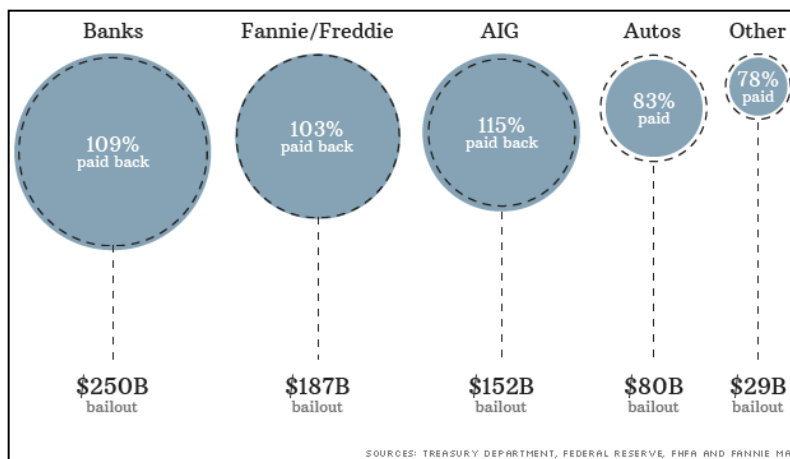 Banks
Fannie/Freddie
AIG
Autos
Other
109%
paid back
103%
paid back
115%
paid back
83%
paid
78%
paid
$250B
bailout
$187B
bailout
$152B
bailout
$80B
bailout
$29B
bailout
SOURCES: TREASURY DEPARTMENT, FEDERAL RESERVE, FHFA AND FANNIE